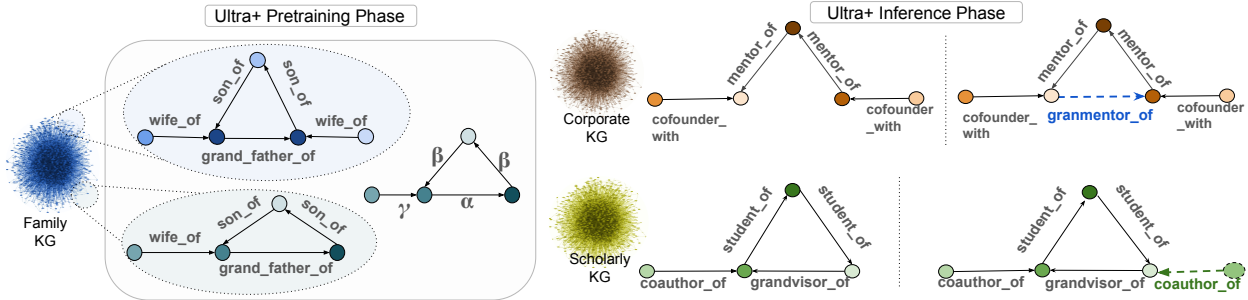 Ultra+ Pretraining Phase
Family
KG
wife_of
son_of
son_of
wife_of
grand_father_of
wife_of
son_of
son_of
grand_father_of
γ
β
β
α
Ultra+ Inference Phase
Corporate
KG
cofounder_
with
mentor_of
mentor_of
cofounder
_with
cofounder_
with
mentor_of
mentor_of
granmentor_of
cofounder
_with
Scholarly
KG
coauthor_of
student_of
student_of
grandvisor_of
coauthor_of
student_of
student_of
grandvisor_of
coauthor_of